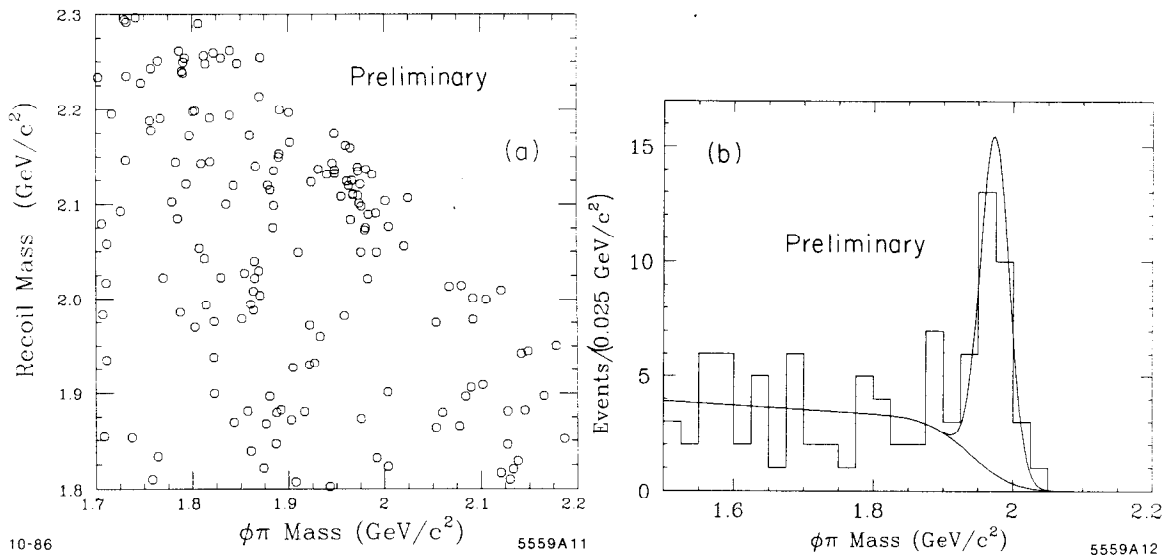 2.3
2.2
2.1
2.0
1.9
1.8
Recoil Mass (GeV/c²)
Preliminary
(a)
1.7
1.8
1.9
2.0
2.1
2.2
ϕπ Mass (GeV/c²)
10-86
5559A11
15
10
5
0
Events/(0.025 GeV/c²)
(b)
Preliminary
1.6
1.8
2
2.2
ϕπ Mass (GeV/c²)
5559A12